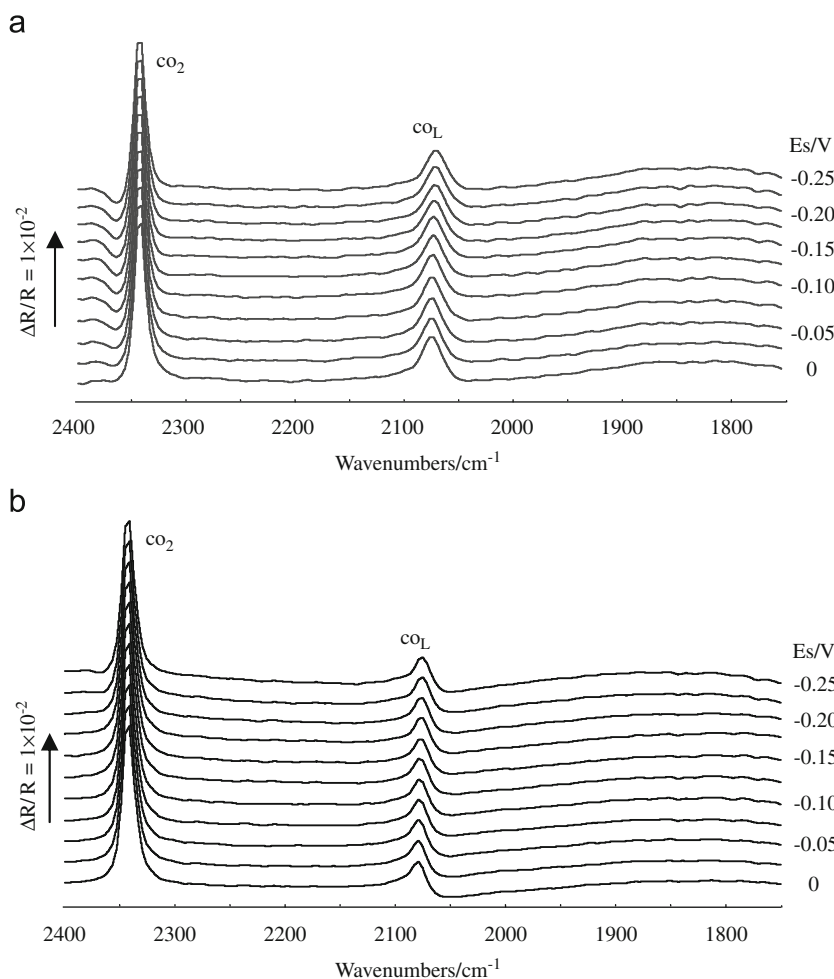 a
co₂
co_L
Es/V
-0.25
-0.20
-0.15
-0.10
-0.05
0
ΔR/R = 1×10⁻²
2400 2300 2200 2100 2000 1900 1800
Wavenumbers/cm⁻¹
b
co₂
co_L
Es/V
-0.25
-0.20
-0.15
-0.10
-0.05
0
ΔR/R = 1×10⁻²
2400 2300 2200 2100 2000 1900 1800
Wavenumbers/cm⁻¹